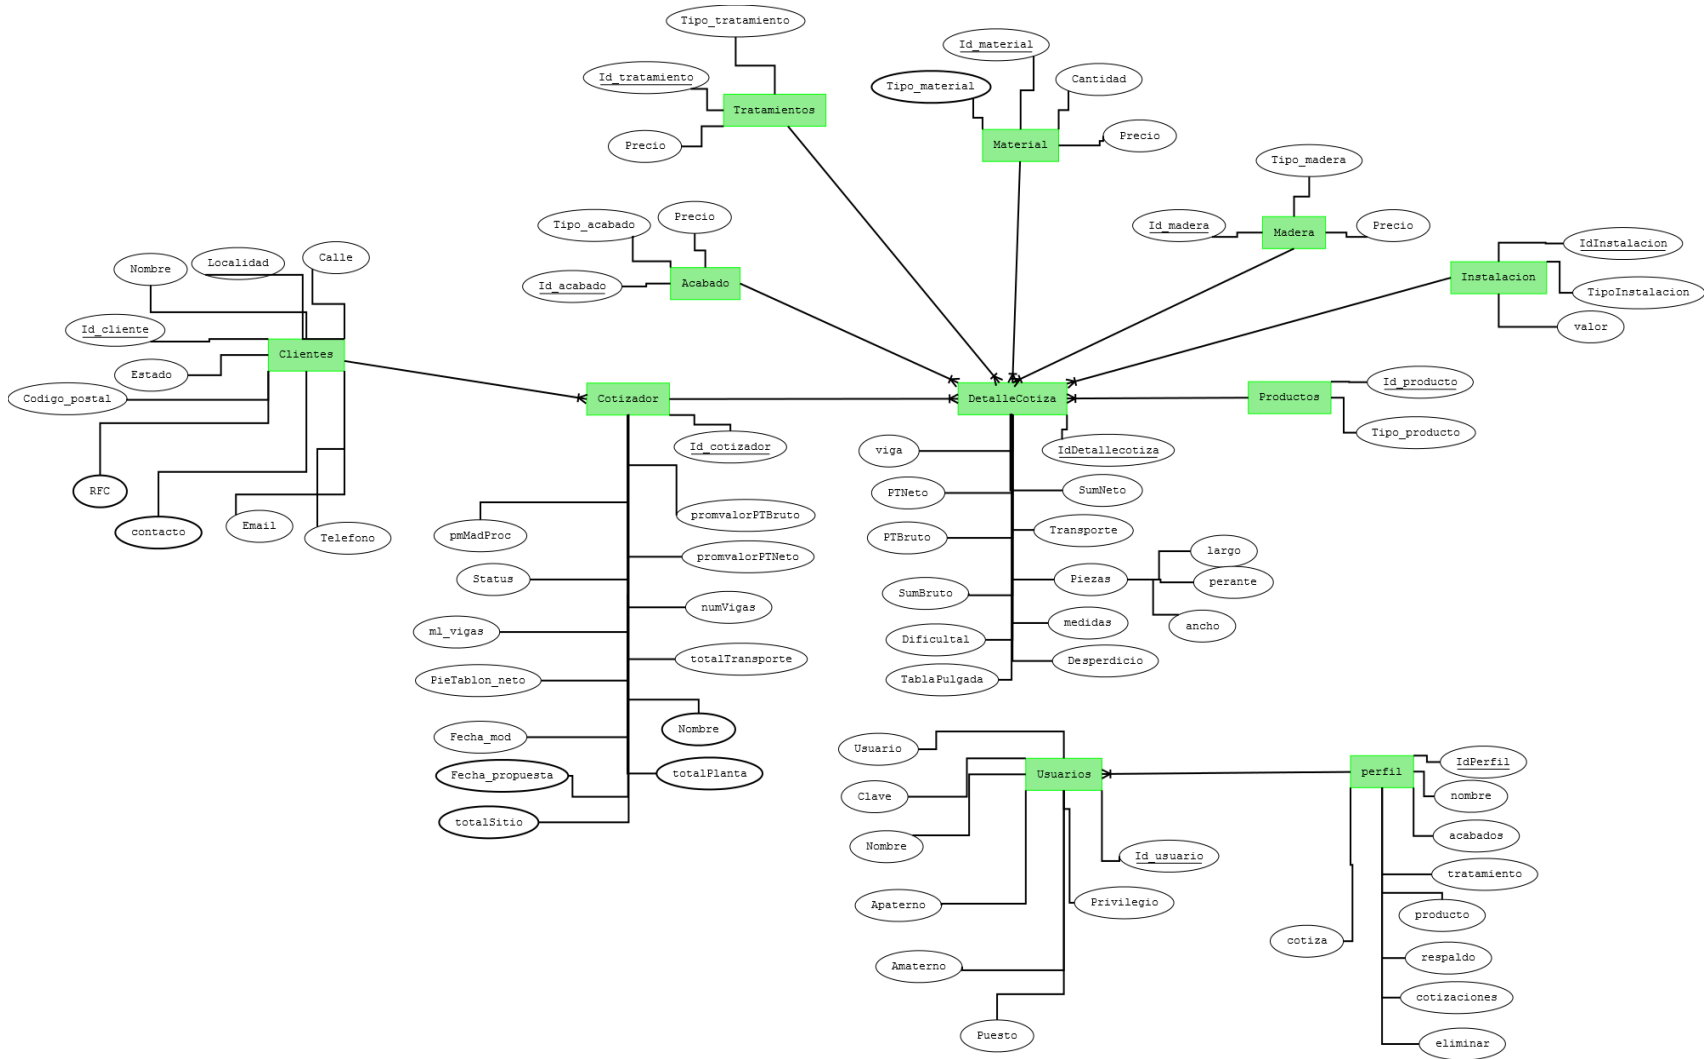 Tipo_tratamiento
Id_tratamiento
Tratamientos
Precio
Id_material
Tipo_material
Cantidad
Material
Precio
Tipo_madera
Id_madera
Precio
Madera
IdInstalacion
Instalacion
TipoInstalacion
valor
Tipo_acabado
Precio
Id_acabado
Acabado
Nombre
Localidad
Calle
Id_cliente
Clientes
Estado
Codigo_postal
RFC
contacto
Email
Telefono
Cotizador
Id_cotizador
promvalorPTBruto
pmMadProc
promvalorPTNeto
Status
numVigas
ml_vigas
totalTransporte
PieTablon_neto
Nombre
Fecha_mod
Fecha_propuesta
totalPlanta
totalSitio
DetalleCotiza
IdDetallecotiza
viga
PTNeto
SumNeto
PTBruto
Transporte
Piezas
largo
perante
ancho
SumBruto
medidas
Dificultal
Desperdicio
TablaPulgada
Productos
Id_producto
Tipo_producto
Usuario
Usuarios
Clave
Nombre
Id_usuario
Apaterno
Privilegio
Amaterno
Puesto
perfil
IdPerfil
nombre
acabados
tratamiento
producto
cotiza
respaldo
cotizaciones
eliminar